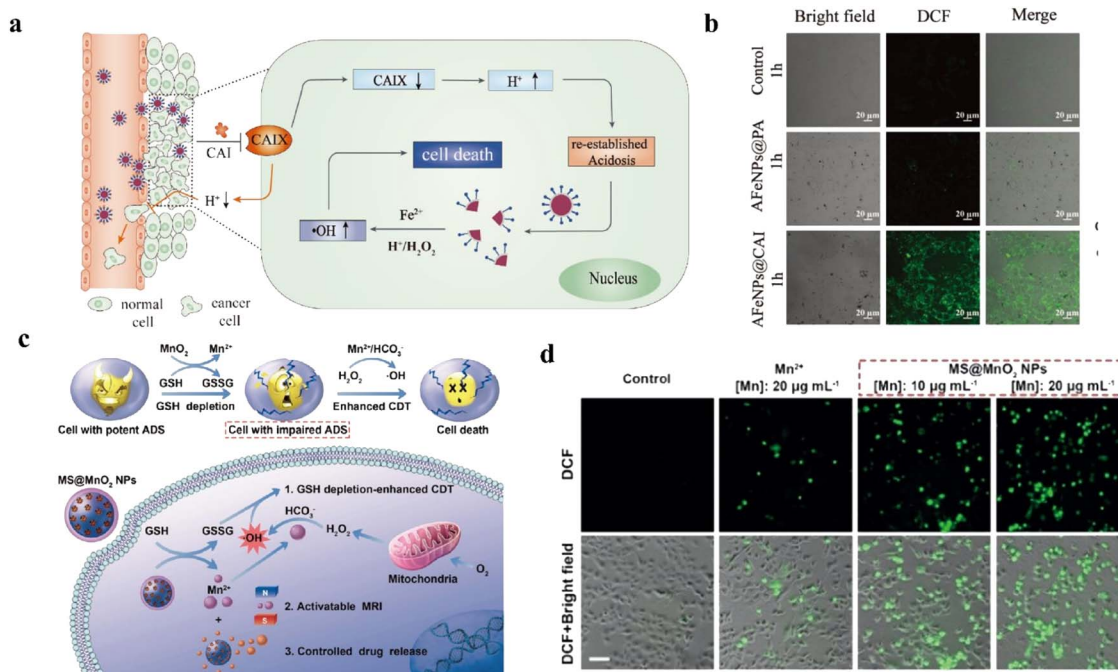 a
CAI
CAIX
H⁺ ↓
normal
cell
cancer
cell
CAIX ↓
H⁺ ↑
re-established
Acidosis
cell death
•OH ↑
Fe²⁺
H⁺/H₂O₂
Nucleus
b
Bright field DCF Merge
Control
1h
20 µm 20 µm 20 µm
AFeNPs@PA
1h
20 µm 20 µm 20 µm
AFeNPs@CAI
1h
20 µm 20 µm 20 µm
c
MnO₂ Mn²⁺
GSH GSSG
GSH depletion
Mn²⁺/HCO₃⁻
H₂O₂ ·OH
Enhanced CDT
Cell with potent ADS
Cell with impaired ADS
Cell death
MS@MnO₂ NPs
1. GSH depletion-enhanced CDT
GSH
GSSG
·OH
HCO₃⁻
H₂O₂
Mitochondria
O₂
Mn²⁺
+
N
S
2. Activatable MRI
3. Controlled drug release
d
Control
Mn²⁺
[Mn]: 20 µg mL⁻¹
MS@MnO₂ NPs
[Mn]: 10 µg mL⁻¹ [Mn]: 20 µg mL⁻¹
DCF
DCF+Bright field